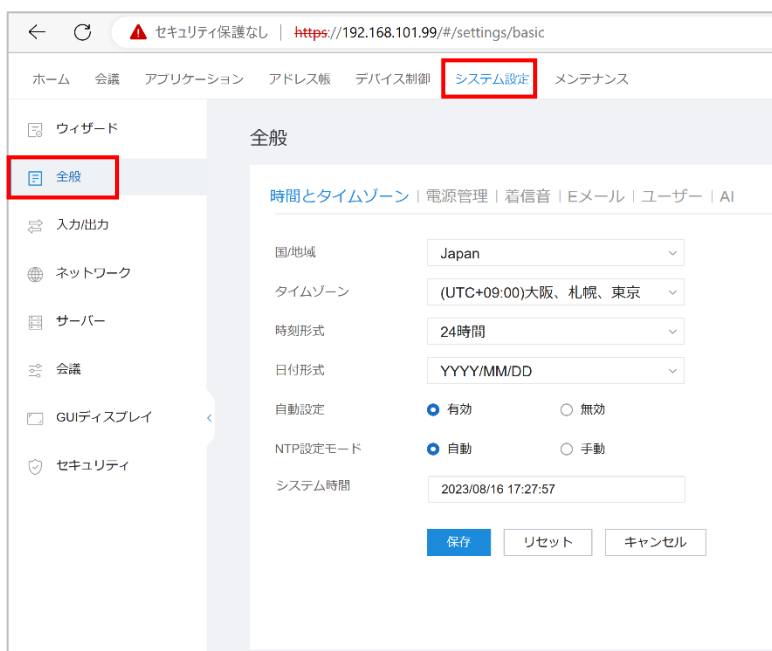 セキュリティ保護なし | https://192.168.101.99/#/settings/basic
ホーム 会議 アプリケーション アドレス帳 デバイス制御 システム設定 メンテナンス
ウィザード
全般
入力/出力
ネットワーク
サーバー
会議
GUIディスプレイ
セキュリティ
全般
時間とタイムゾーン | 電源管理 | 着信音 | Eメール | ユーザー | AI
国/地域 Japan
タイムゾーン (UTC+09:00)大阪、札幌、東京
時刻形式 24時間
日付形式 YYYY/MM/DD
自動設定 有効 無効
NTP設定モード 自動 手動
システム時間 2023/08/16 17:27:57
保存 リセット キャンセル